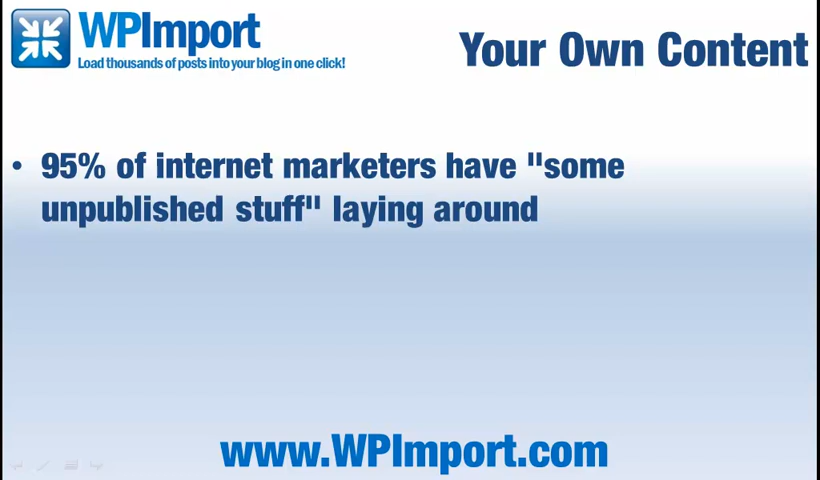 WPImport
Load thousands of posts into your blog in one click!
Your Own Content
• 95% of internet marketers have "some
unpublished stuff" laying around
www.WPImport.com